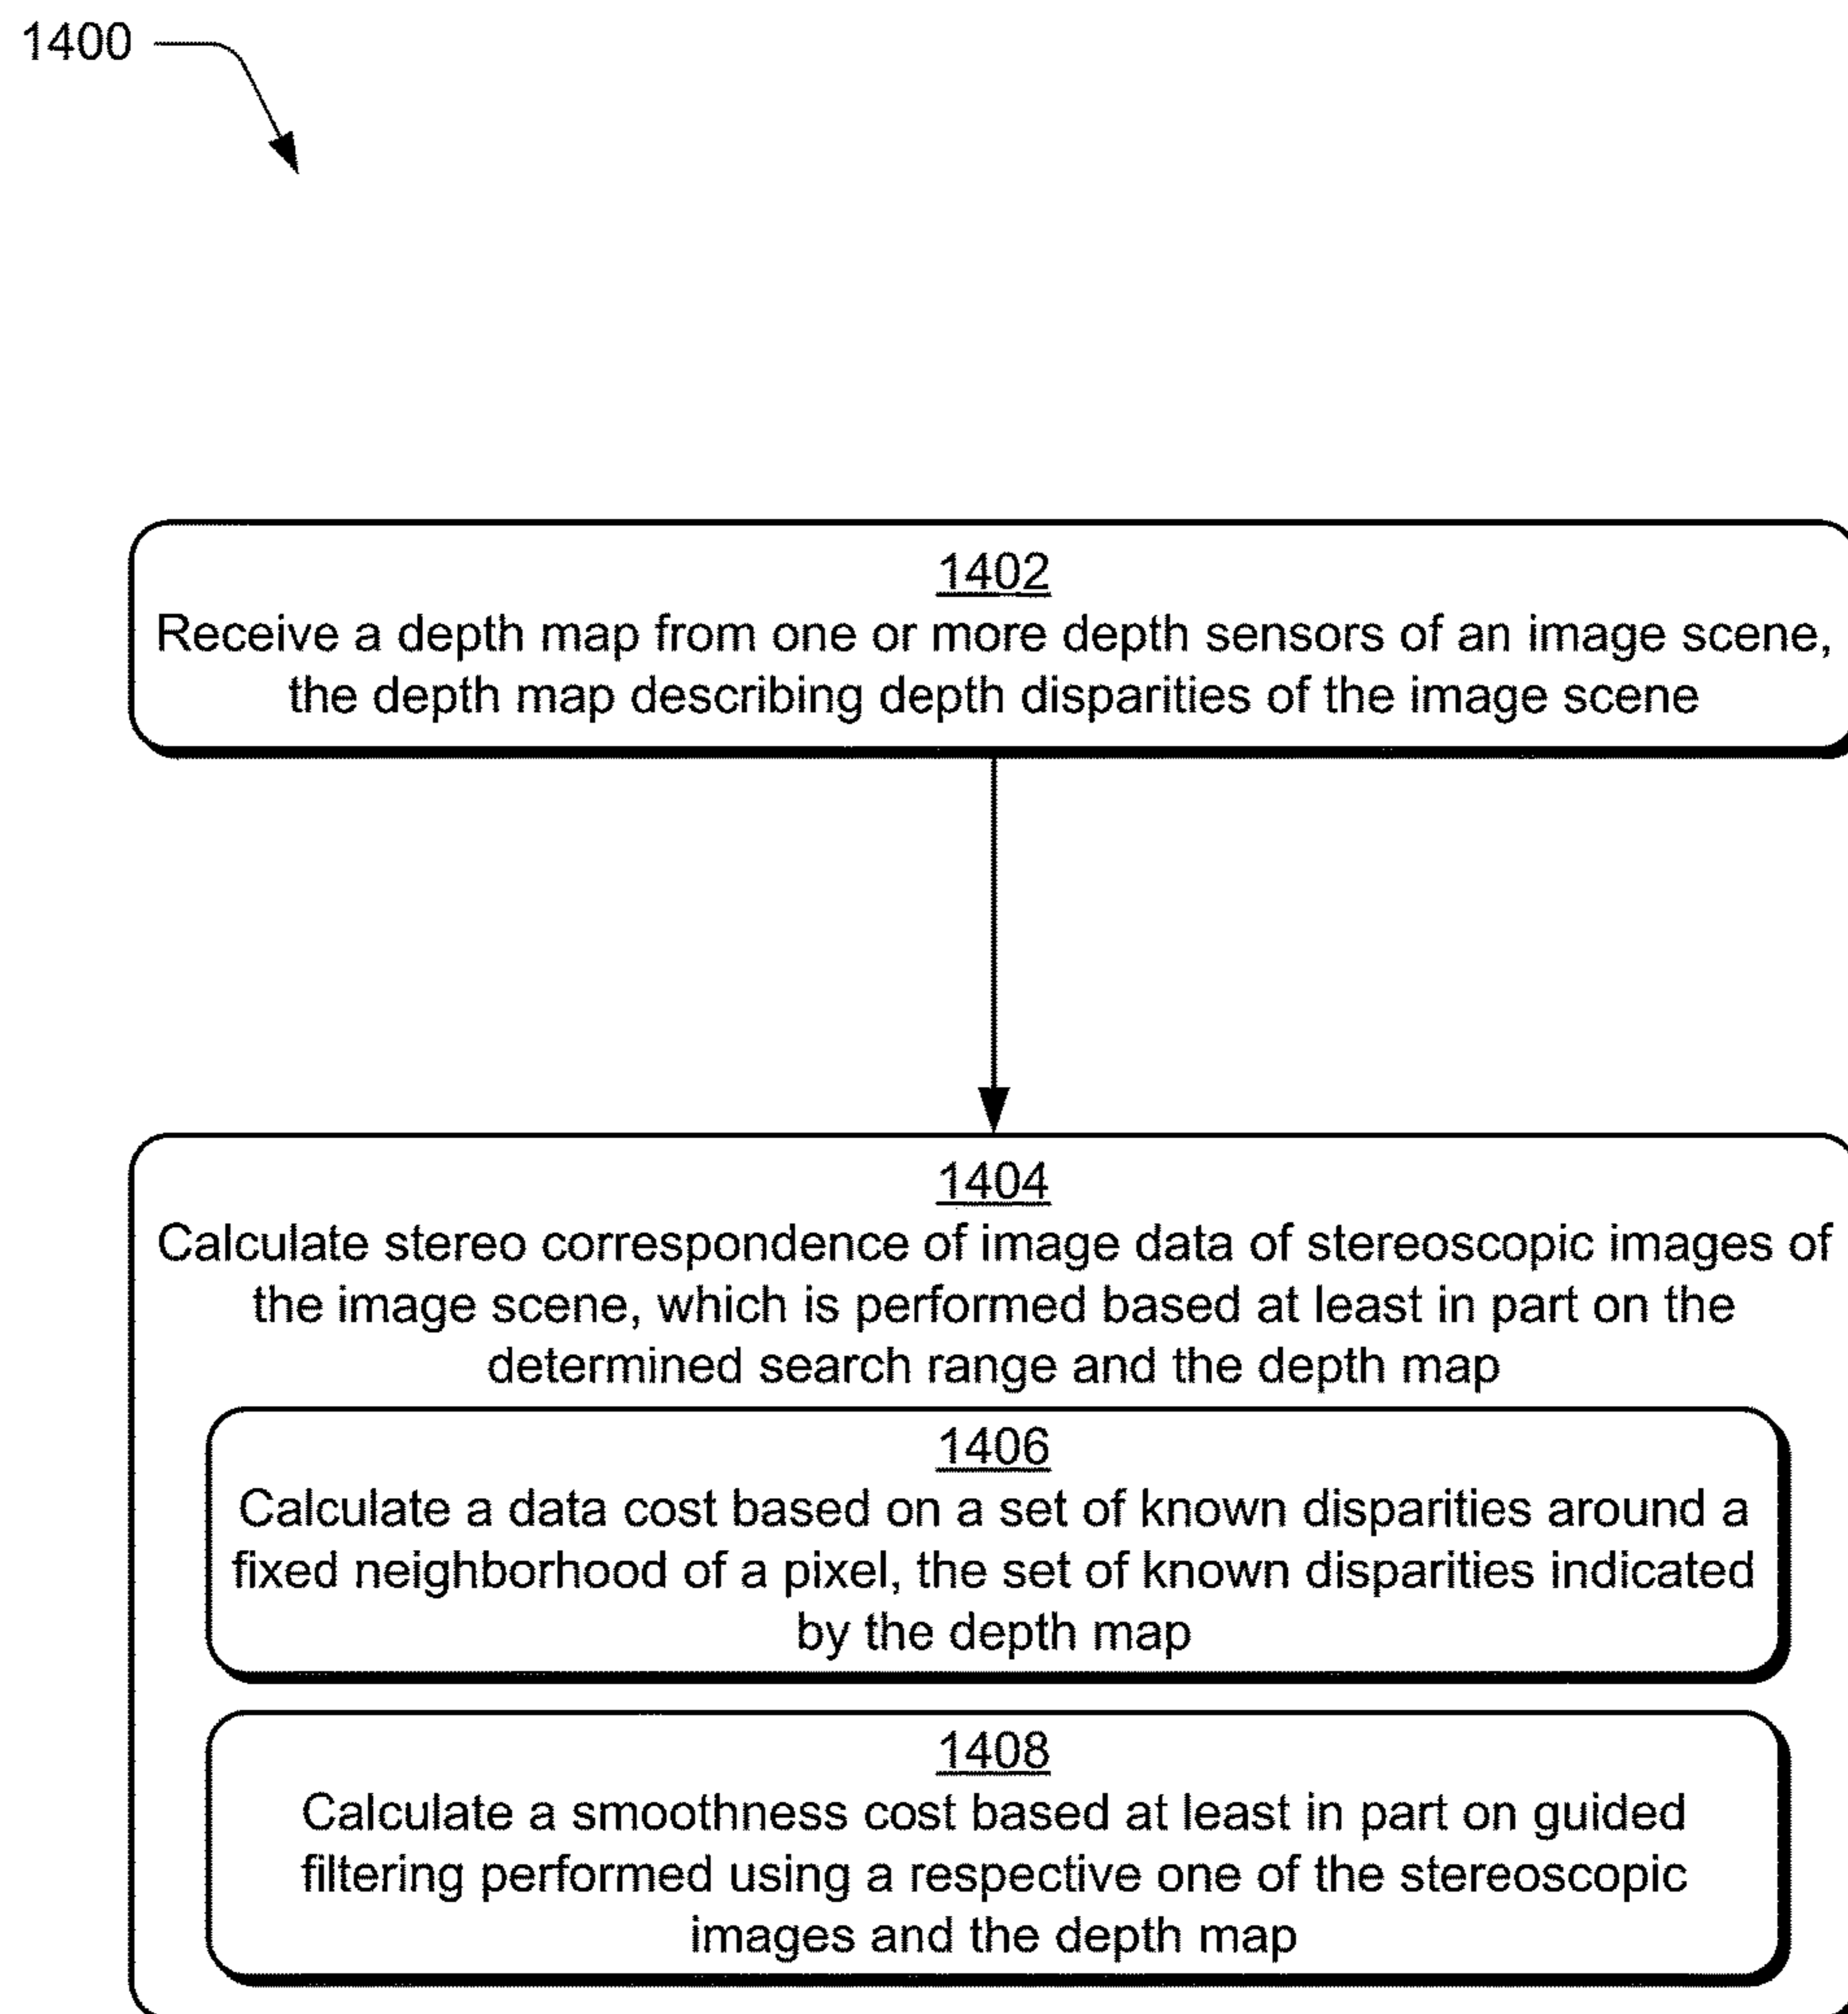 1400
1402
Receive a depth map from one or more depth sensors of an image scene,
the depth map describing depth disparities of the image scene
1404
Calculate stereo correspondence of image data of stereoscopic images of
the image scene, which is performed based at least in part on the
determined search range and the depth map
1406
Calculate a data cost based on a set of known disparities around a
fixed neighborhood of a pixel, the set of known disparities indicated
by the depth map
1408
Calculate a smoothness cost based at least in part on guided
filtering performed using a respective one of the stereoscopic
images and the depth map